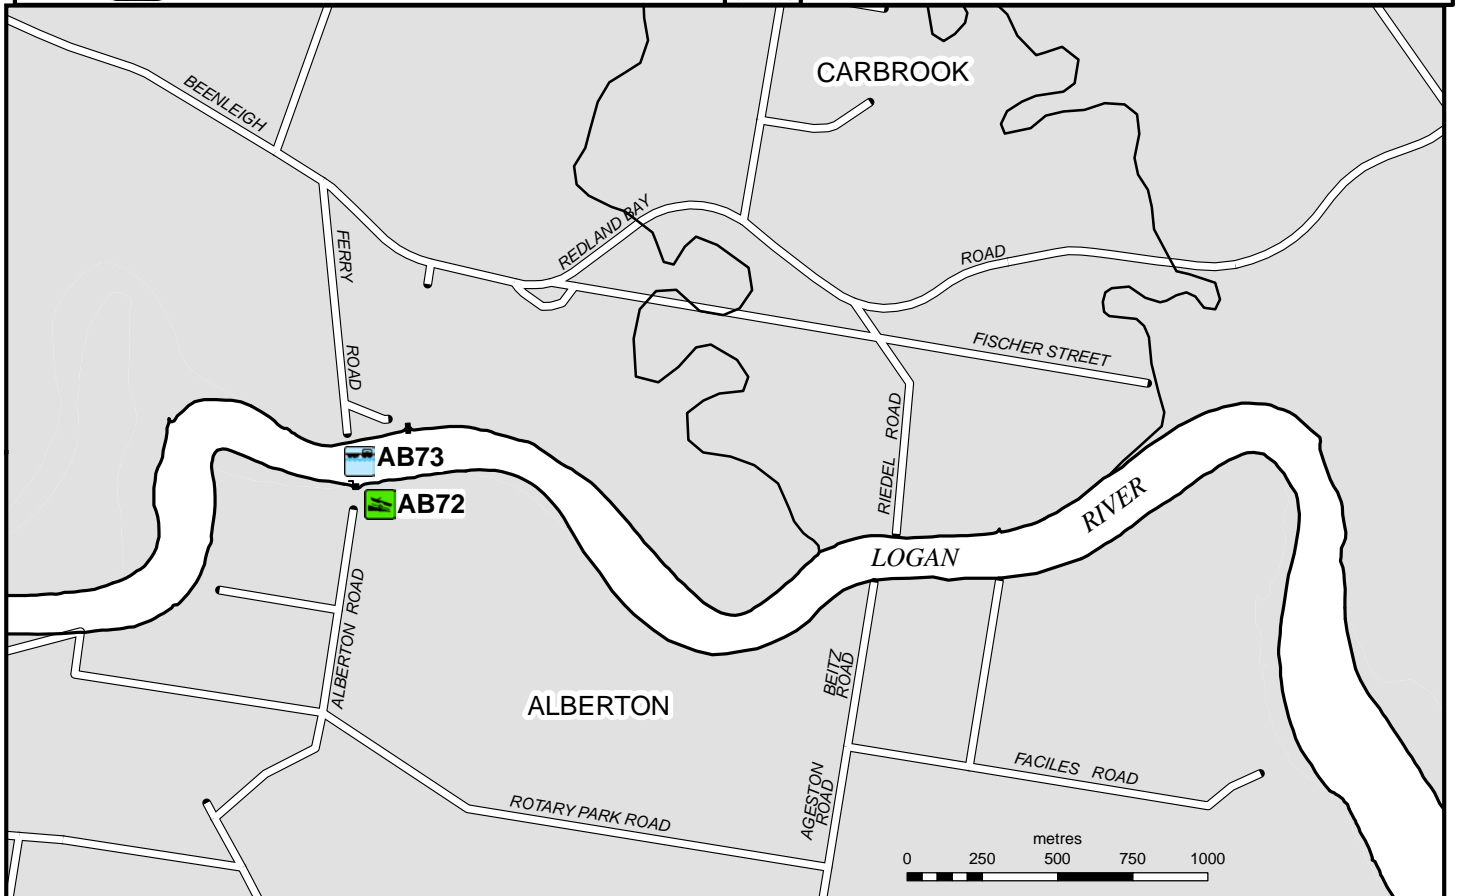 CARBROOK
BEENLEIGH
REDLAND BAY
FERRY
ROAD
ROAD
FISCHER STREET
RIEDEL ROAD
AB73
AB72
RIVER
LOGAN
ALBERTON ROAD
BEITZ
ROAD
ALBERTON
AGESTON
ROAD
FACILES ROAD
ROTARY PARK ROAD
metres
0 250 500 750 1000